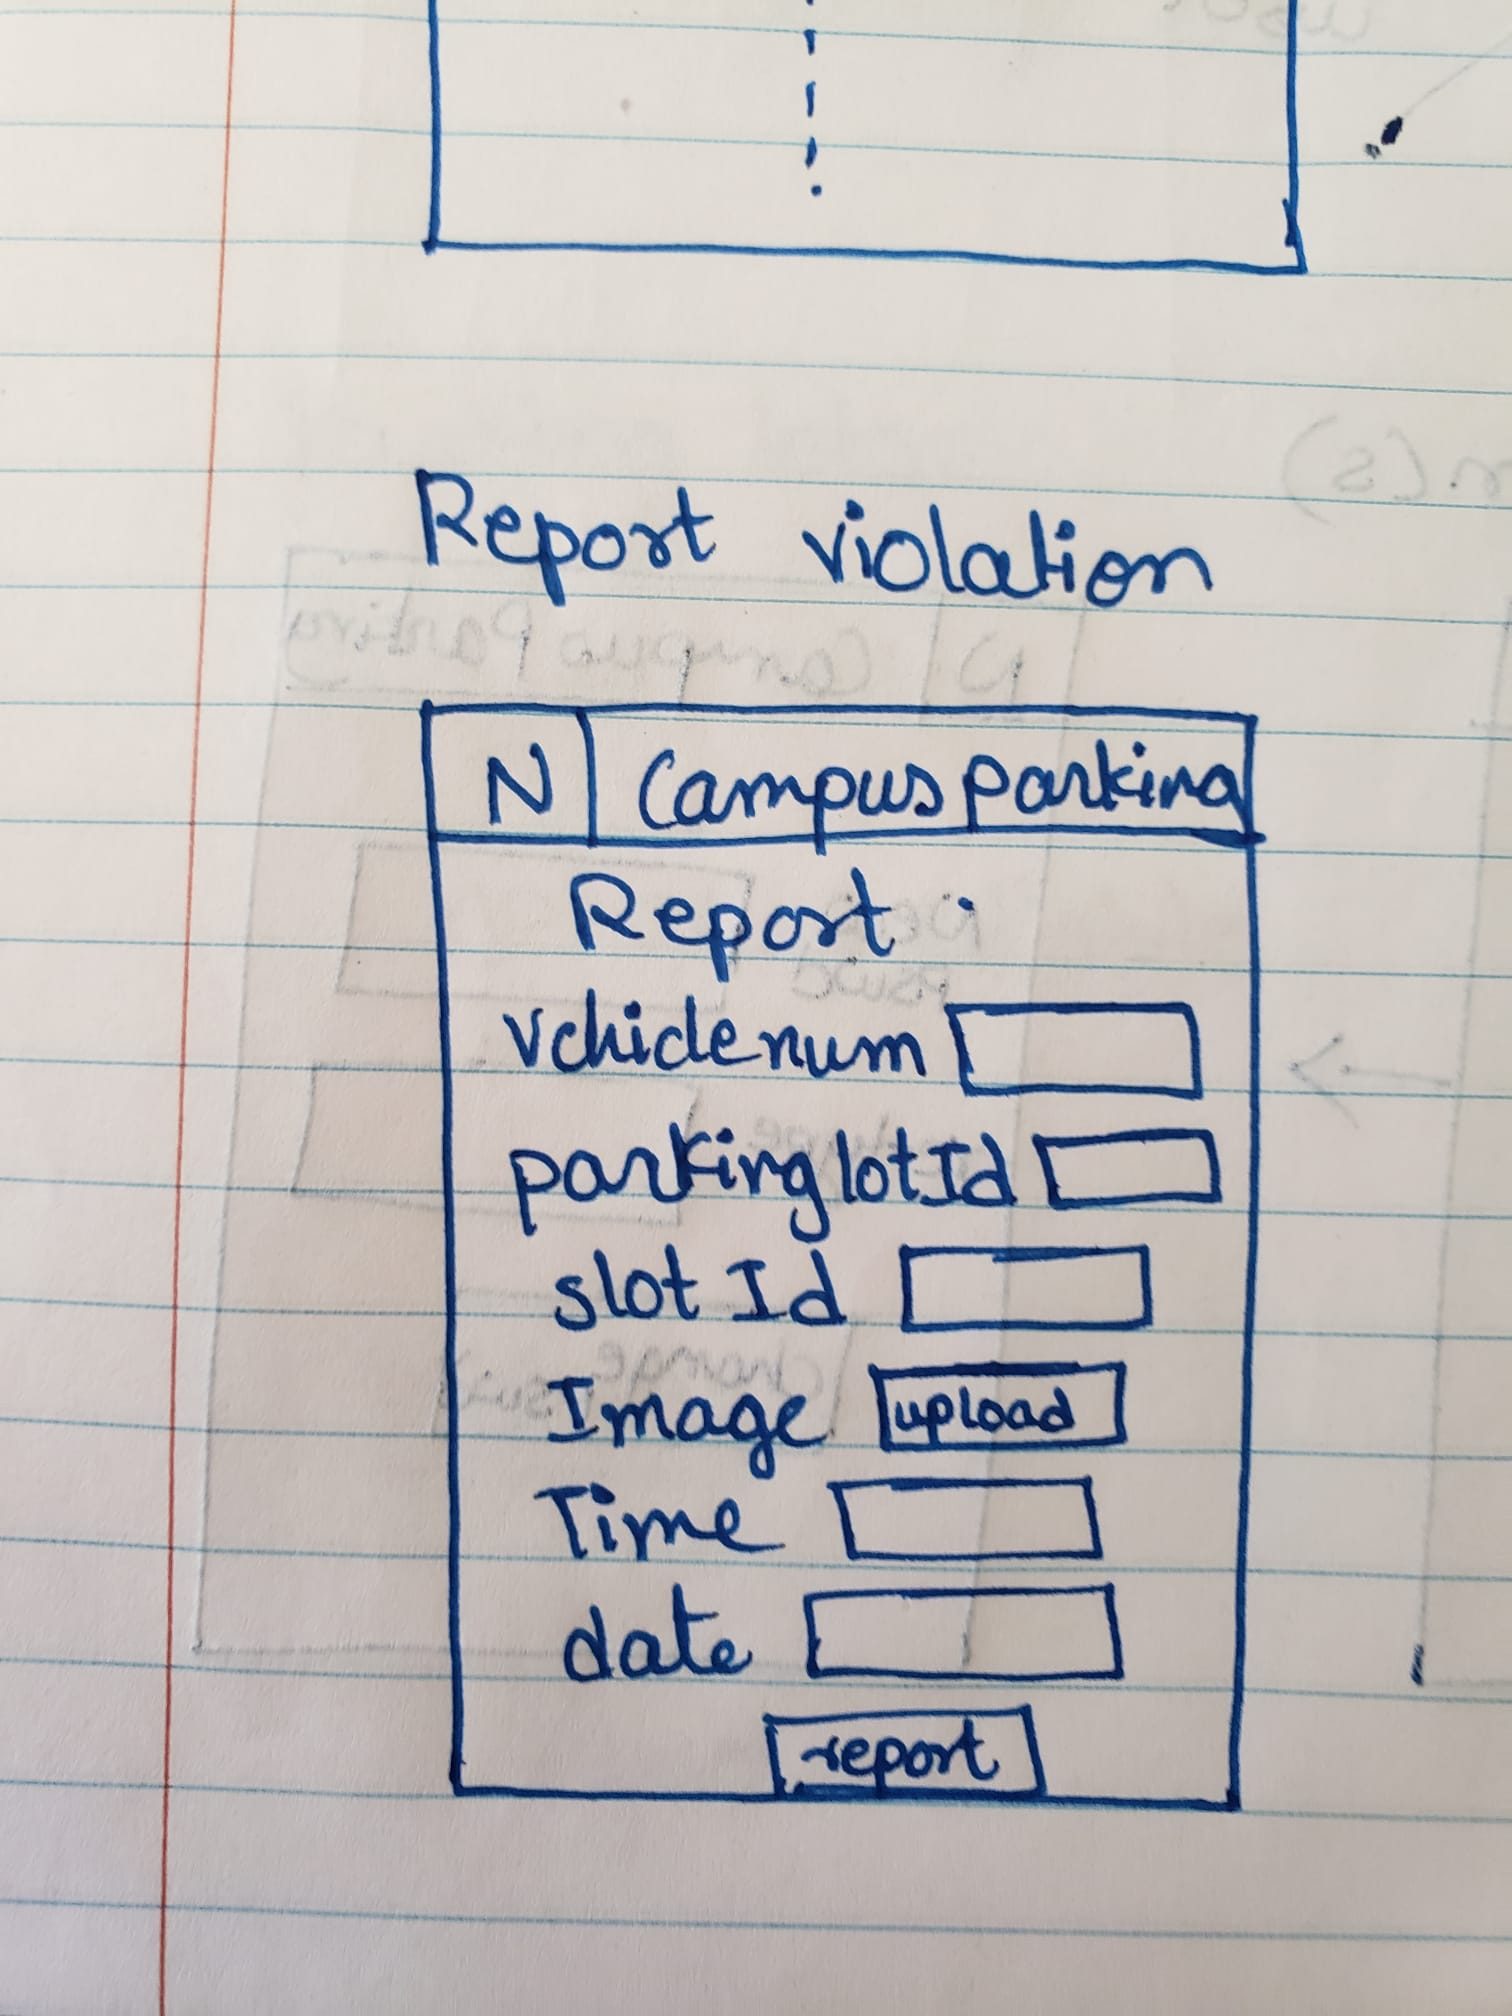 Report violation
N Campus parking
Report
vehicle num
parking lot Id
slot Id
Image upload
Time
date
report